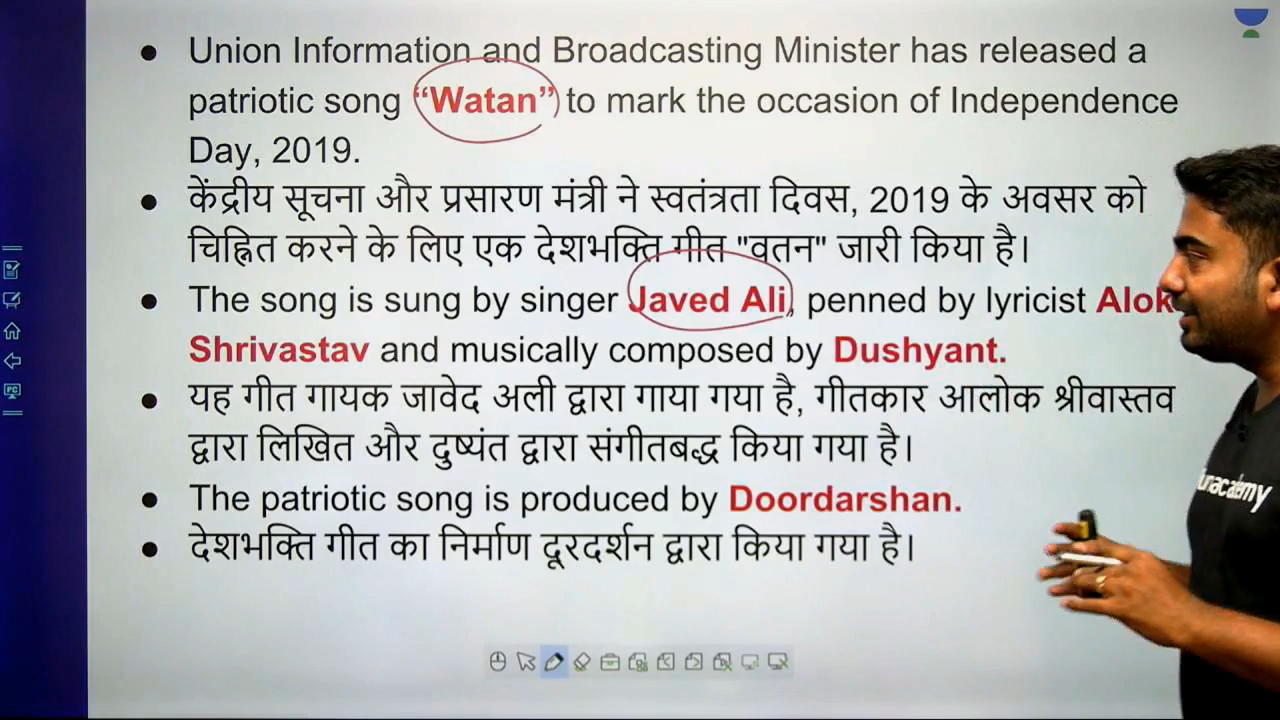 Union Information and Broadcasting Minister has released a
patriotic song “Watan” to mark the occasion of Independence
Day, 2019.
केंद्रीय सूचना और प्रसारण मंत्री ने स्वतंत्रता दिवस, 2019 के अवसर को
चिह्नित करने के लिए एक देशभक्ति गीत "वतन" जारी किया है।
The song is sung by singer Javed Ali, penned by lyricist Alok
Shrivastav and musically composed by Dushyant.
यह गीत गायक जावेद अली द्वारा गाया गया है, गीतकार आलोक श्रीवास्तव
द्वारा लिखित और दुष्यंत द्वारा संगीतबद्ध किया गया है।
The patriotic song is produced by Doordarshan.
देशभक्ति गीत का निर्माण दूरदर्शन द्वारा किया गया है।
unacademy